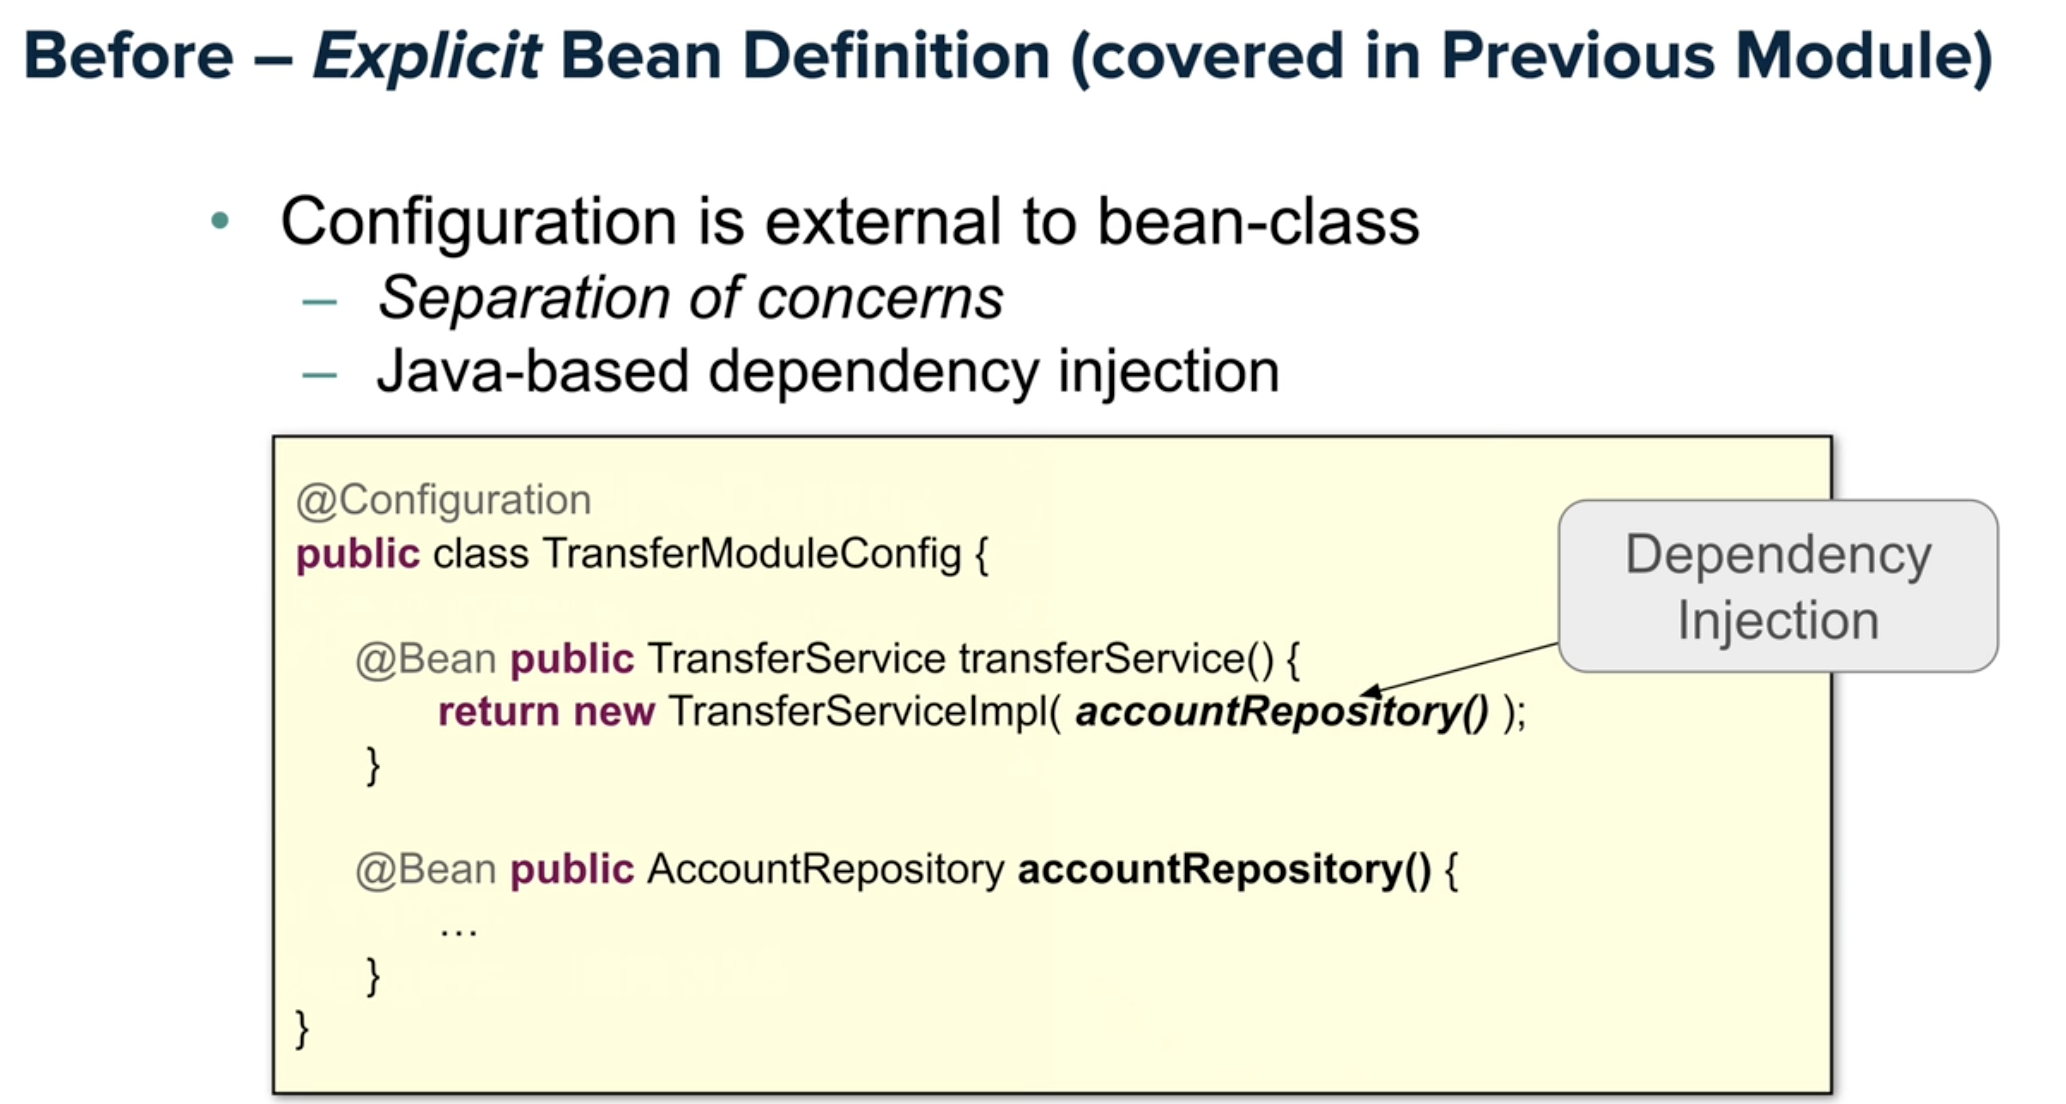 Before – Explicit Bean Definition (covered in Previous Module)
• Configuration is external to bean-class
– Separation of concerns
– Java-based dependency injection
@Configuration
public class TransferModuleConfig {
Dependency
Injection
@Bean public TransferService transferService() {
return new TransferServiceImpl( accountRepository() );
}
@Bean public AccountRepository accountRepository() {
...
}
}